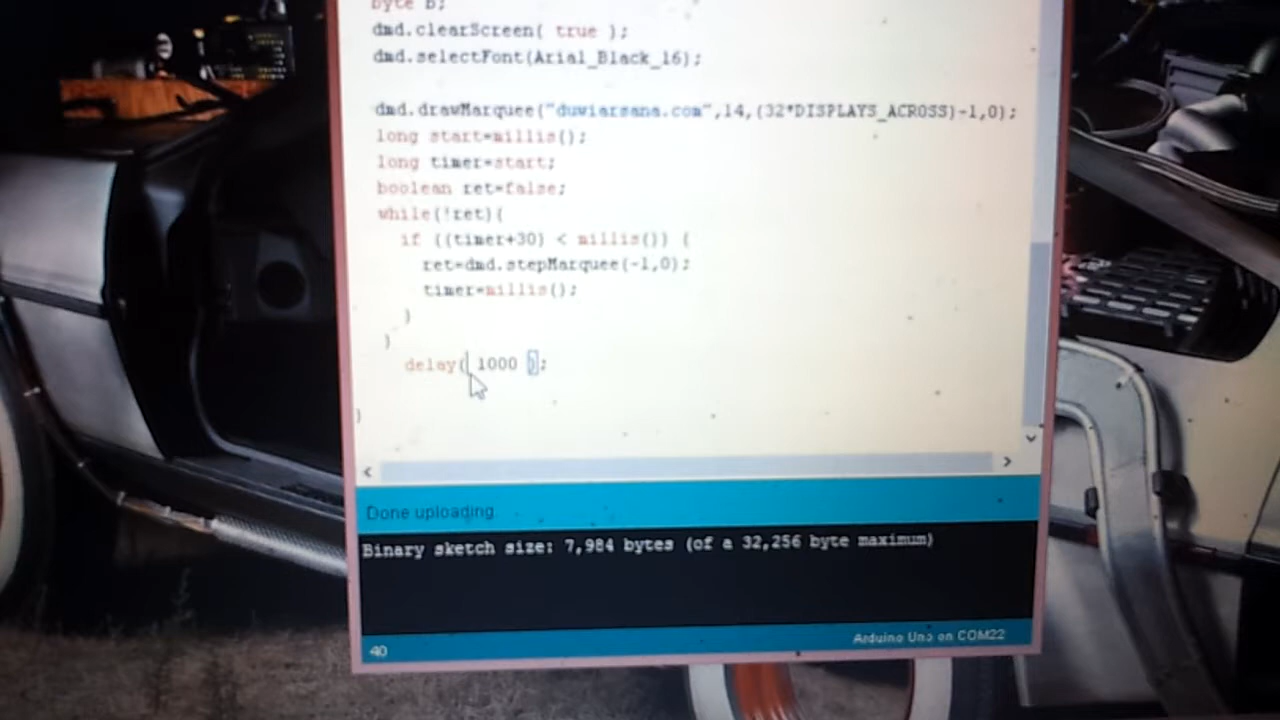 byte b;
dmd.clearScreen( true );
dmd.selectFont(Arial_Black_16);
dmd.drawMarquee("duwiarsana.com",14,(32*DISPLAYS_ACROSS)-1,0);
long start=millis();
long timer=start;
boolean ret=false;
while(!ret){
if ((timer+30) < millis()) {
ret=dmd.stepMarquee(-1,0);
timer=millis();
}
}
delay( 1000 );
}
Done uploading.
Binary sketch size: 7,984 bytes (of a 32,256 byte maximum)
40
Arduino Uno on COM22